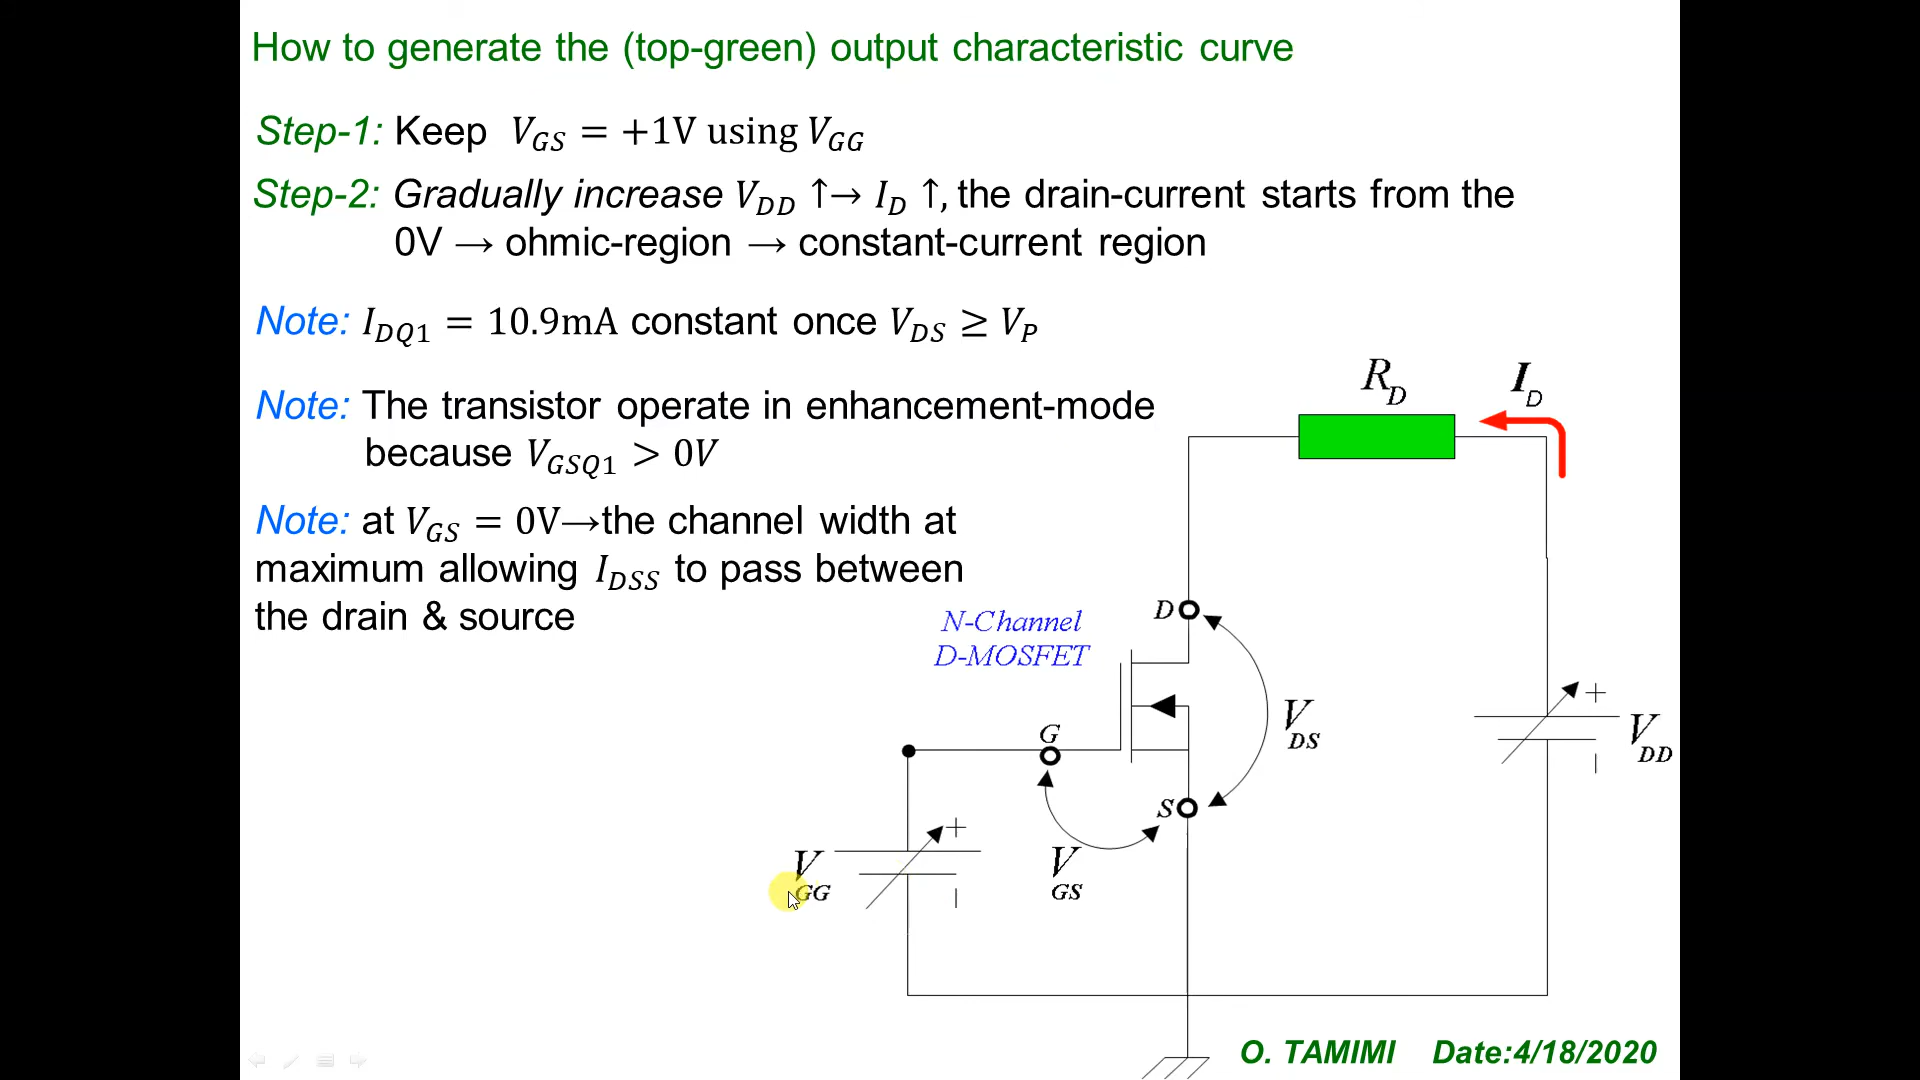 How to generate the (top-green) output characteristic curve
Step-1: Keep V_GS = +1V using V_GG
Step-2: Gradually increase V_DD ↑→ I_D ↑, the drain-current starts from the
0V → ohmic-region → constant-current region
Note: I_DQ1 = 10.9mA constant once V_DS ≥ V_P
Note: The transistor operate in enhancement-mode
because V_GSQ1 > 0V
Note: at V_GS = 0V→the channel width at
maximum allowing I_DSS to pass between
the drain & source
R_D
I_D
N-Channel
D-MOSFET
D
G
S
V_DS
+
V_DD
+
V_GG
V_GS
O. TAMIMI Date:4/18/2020